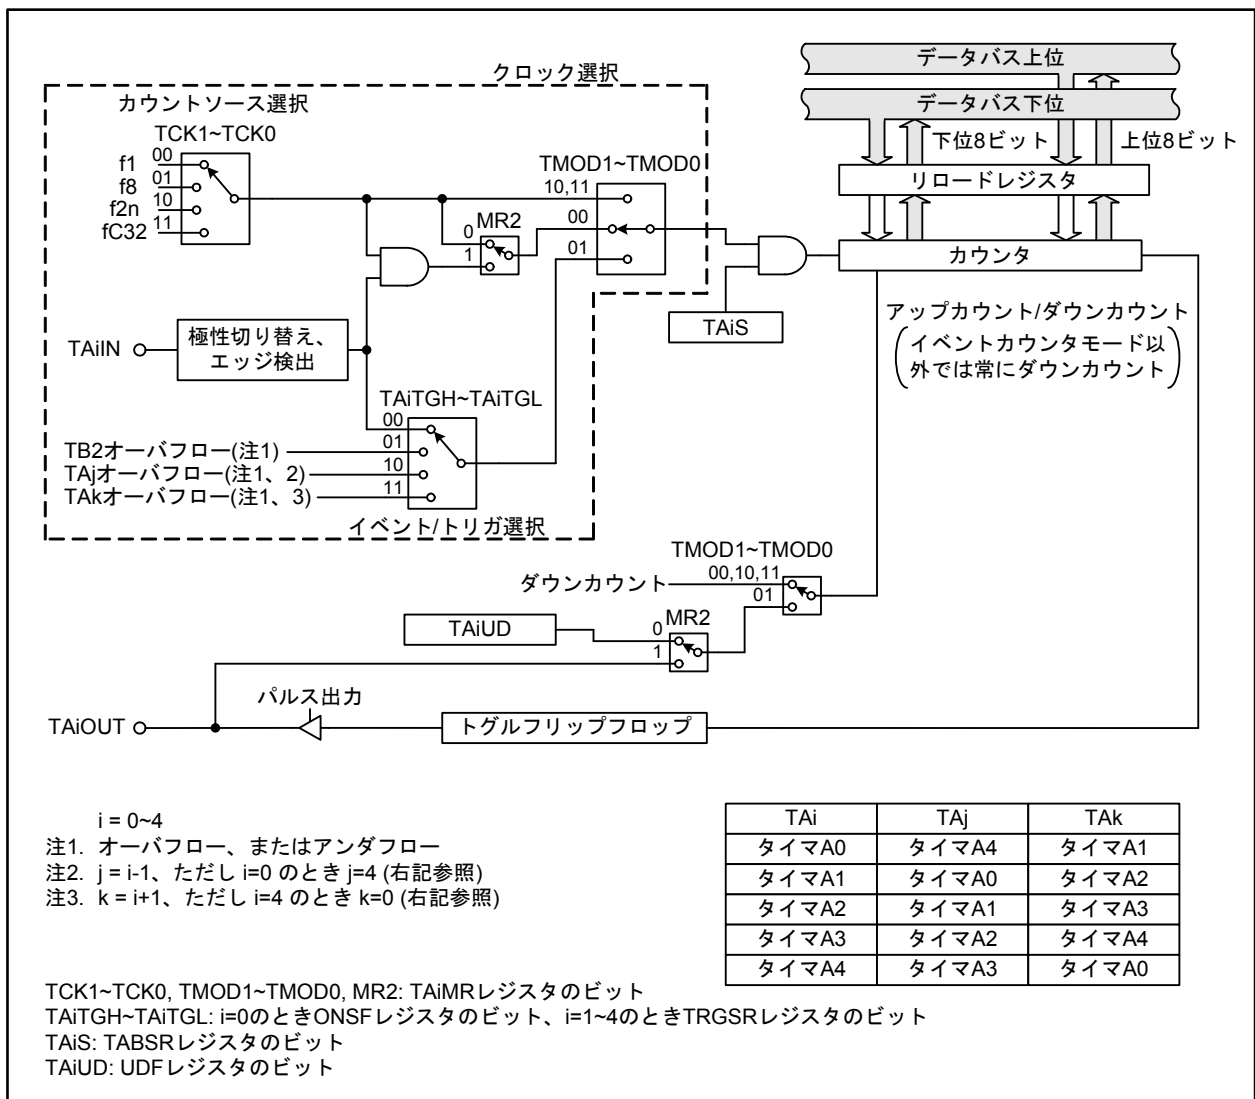 クロック選択
カウントソース選択
TCK1~TCK0
f1 00
f8 01
f2n 10
fC32 11
TMOD1~TMOD0
10,11
00
01
MR2
0
1
TAiIN
極性切り替え、
エッジ検出
TAiS
TAiTGH~TAiTGL
00
TB2オーバフロー(注1) 01
TAjオーバフロー(注1、2) 10
TAkオーバフロー(注1、3) 11
イベント/トリガ選択
データバス上位
データバス下位
下位8ビット
上位8ビット
リロードレジスタ
カウンタ
アップカウント/ダウンカウント
(イベントカウンタモード以
外では常にダウンカウント)
TMOD1~TMOD0
ダウンカウント 00,10,11
01
TAiUD
MR2
0
1
パルス出力
TAiOUT
トグルフリップフロップ
i = 0~4
注1. オーバフロー、またはアンダフロー
注2. j = i-1、ただし i=0 のとき j=4 (右記参照)
注3. k = i+1、ただし i=4 のとき k=0 (右記参照)
TAi TAj TAk
タイマA0 タイマA4 タイマA1
タイマA1 タイマA0 タイマA2
タイマA2 タイマA1 タイマA3
タイマA3 タイマA2 タイマA4
タイマA4 タイマA3 タイマA0
TCK1~TCK0, TMOD1~TMOD0, MR2: TAiMRレジスタのビット
TAiTGH~TAiTGL: i=0のときONSFレジスタのビット、i=1~4のときTRGSRレジスタのビット
TAiS: TABSRレジスタのビット
TAiUD: UDFレジスタのビット